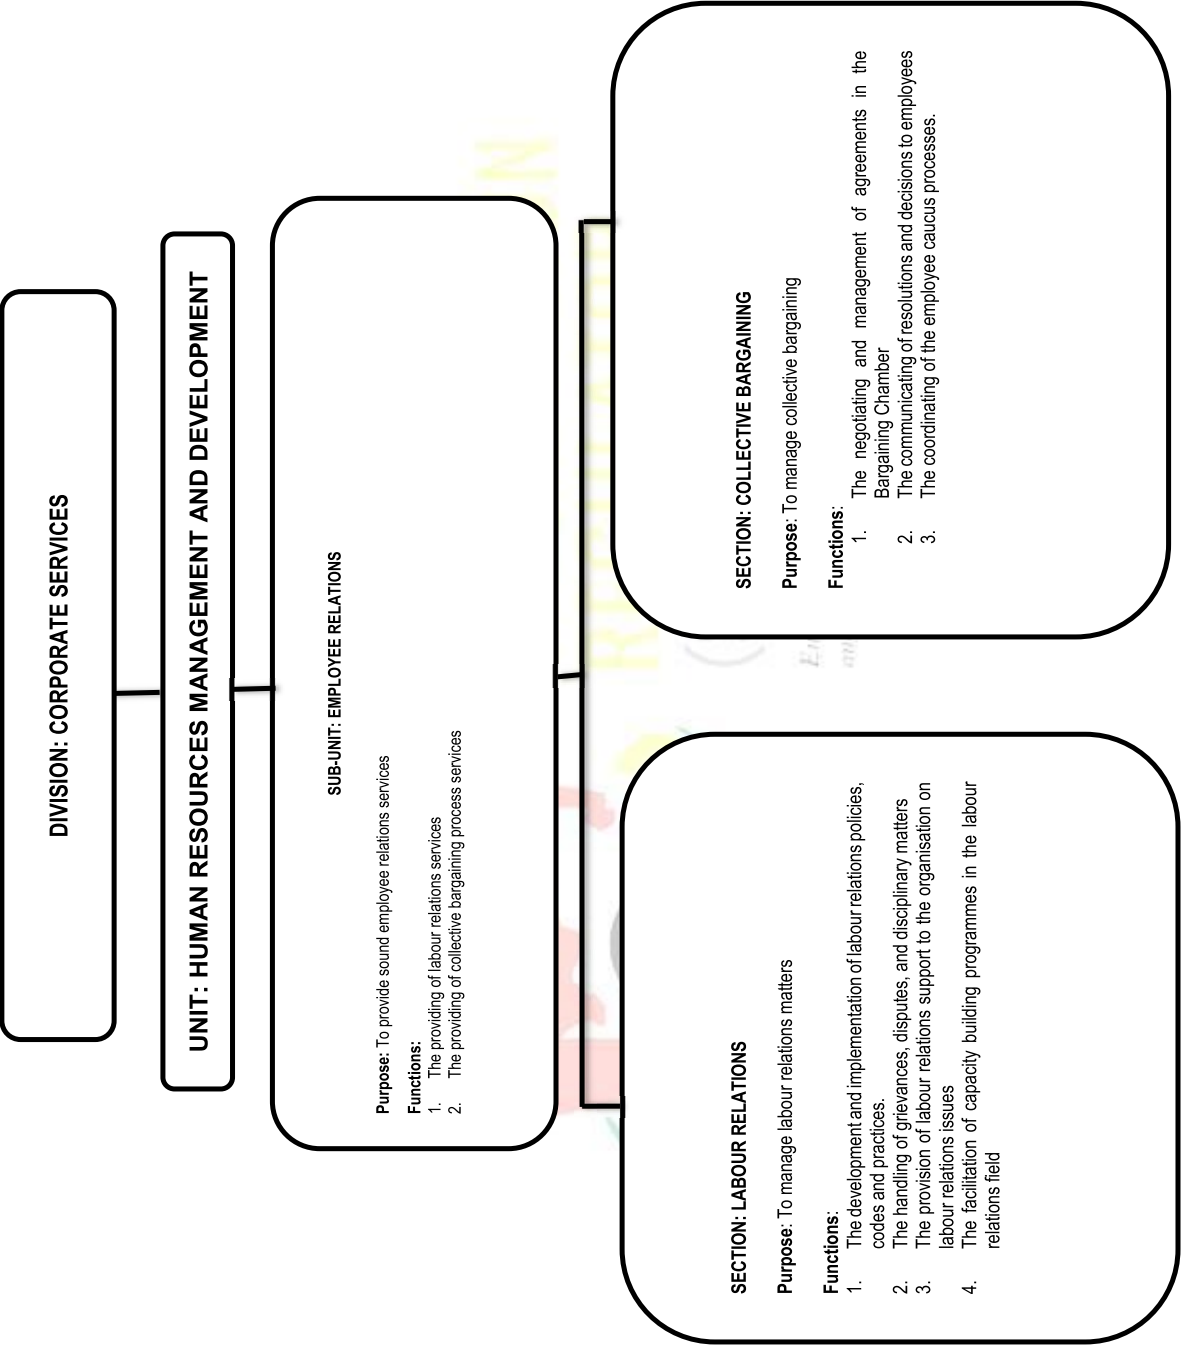 DIVISION: CORPORATE SERVICES
UNIT: HUMAN RESOURCES MANAGEMENT AND DEVELOPMENT
SUB-UNIT: EMPLOYEE RELATIONS
Purpose: To provide sound employee relations services
Functions:
1. The providing of labour relations services
2. The providing of collective bargaining process services
SECTION: LABOUR RELATIONS
Purpose: To manage labour relations matters
Functions:
1. The development and implementation of labour relations policies,
codes and practices.
2. The handling of grievances, disputes, and disciplinary matters
3. The provision of labour relations support to the organisation on
labour relations issues
4. The facilitation of capacity building programmes in the labour
relations field
SECTION: COLLECTIVE BARGAINING
Purpose: To manage collective bargaining
Functions:
1. The negotiating and management of agreements in the
Bargaining Chamber
2. The communicating of resolutions and decisions to employees
3. The coordinating of the employee caucus processes.